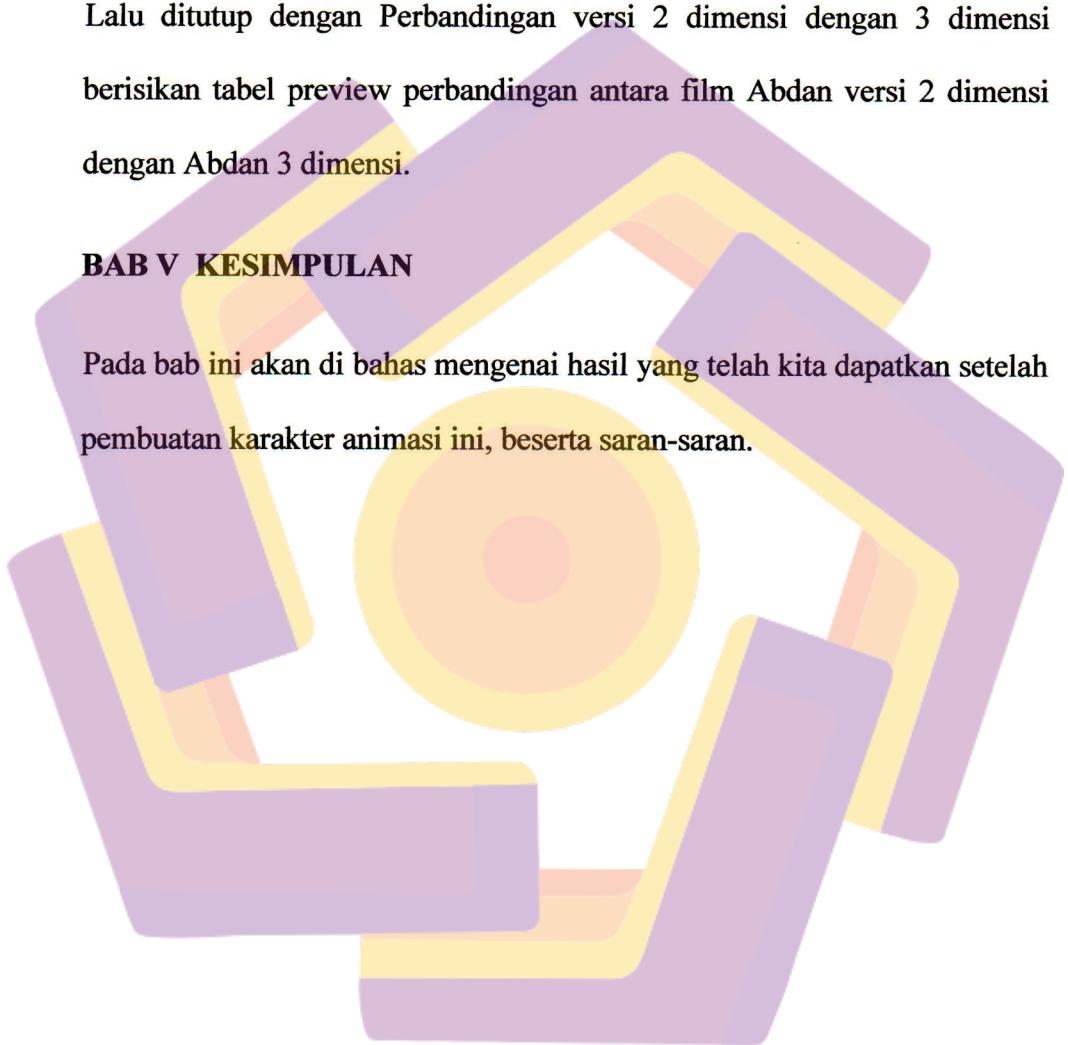 Lalu ditutup dengan Perbandingan versi 2 dimensi dengan 3 dimensi
berisikan tabel preview perbandingan antara film Abdan versi 2 dimensi
dengan Abdan 3 dimensi.
BAB V KESIMPULAN
Pada bab ini akan di bahas mengenai hasil yang telah kita dapatkan setelah
pembuatan karakter animasi ini, beserta saran-saran.